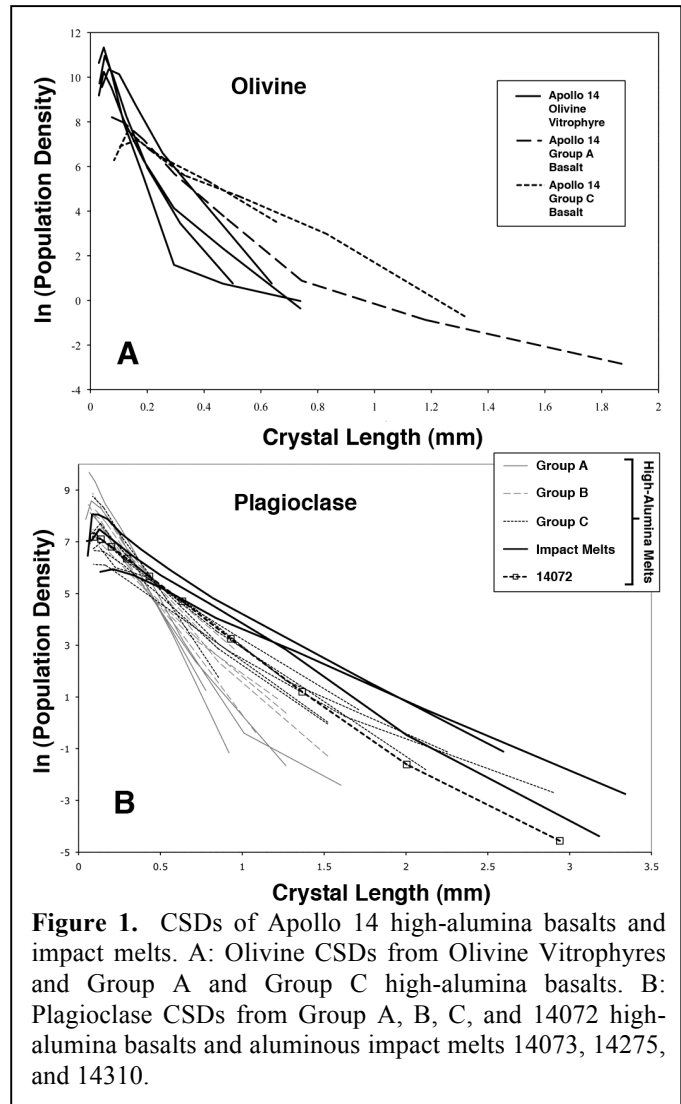 12
10
8
6
4
2
0
-2
-4
ln (Population Density)
Olivine
Apollo 14
Olivine
Vitrophyre
Apollo 14
Group A
Basalt
Apollo 14
Group C
Basalt
A
0 0.2 0.4 0.6 0.8 1 1.2 1.4 1.6 1.8 2
Crystal Length (mm)
9
7
5
3
1
-1
-3
-5
ln (Population Density)
Plagioclase
Group A
Group B
Group C
Impact Melts
14072
High-Alumina Melts
B
0 0.5 1 1.5 2 2.5 3 3.5
Crystal Length (mm)
Figure 1. CSDs of Apollo 14 high-alumina basalts and
impact melts. A: Olivine CSDs from Olivine Vitrophyres
and Group A and Group C high-alumina basalts. B:
Plagioclase CSDs from Group A, B, C, and 14072 high-
alumina basalts and aluminous impact melts 14073, 14275,
and 14310.